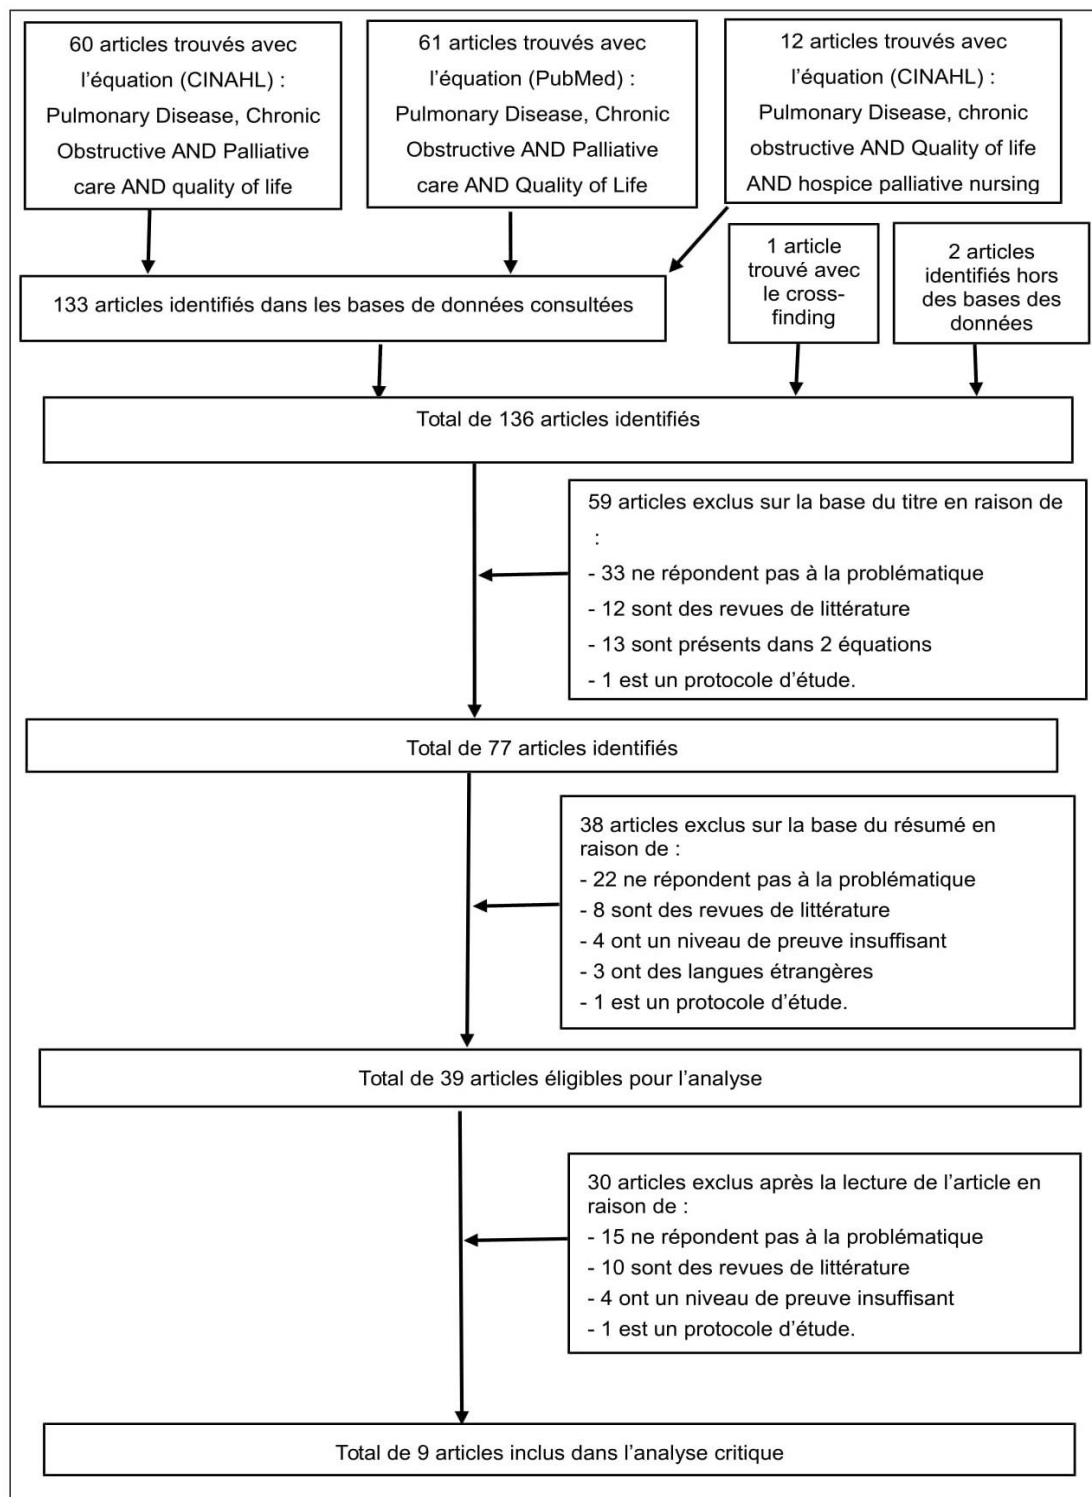 60 articles trouvés avec
l'équation (CINAHL) :
Pulmonary Disease, Chronic
Obstructive AND Palliative
care AND quality of life
61 articles trouvés avec
l'équation (PubMed) :
Pulmonary Disease, Chronic
Obstructive AND Palliative
care AND Quality of Life
12 articles trouvés avec
l'équation (CINAHL) :
Pulmonary Disease, chronic
obstructive AND Quality of life
AND hospice palliative nursing
133 articles identifiés dans les bases de données consultées
1 article
trouvé avec
le cross-
finding
2 articles
identifiés hors
des bases des
données
Total de 136 articles identifiés
59 articles exclus sur la base du titre en raison de
:
- 33 ne répondent pas à la problématique
- 12 sont des revues de littérature
- 13 sont présents dans 2 équations
- 1 est un protocole d'étude.
Total de 77 articles identifiés
38 articles exclus sur la base du résumé en
raison de :
- 22 ne répondent pas à la problématique
- 8 sont des revues de littérature
- 4 ont un niveau de preuve insuffisant
- 3 ont des langues étrangères
- 1 est un protocole d'étude.
Total de 39 articles éligibles pour l'analyse
30 articles exclus après la lecture de l'article en
raison de :
- 15 ne répondent pas à la problématique
- 10 sont des revues de littérature
- 4 ont un niveau de preuve insuffisant
- 1 est un protocole d'étude.
Total de 9 articles inclus dans l'analyse critique